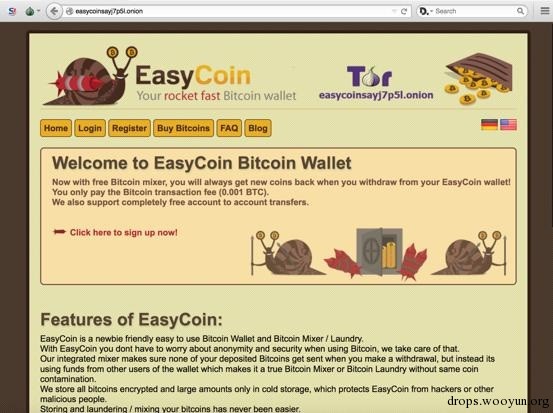 easycoinsayj7p5l.onion
Search
EasyCoin
Your rocket fast Bitcoin wallet
Tor
easycoinsayj7p5l.onion
Home
Login
Register
Buy Bitcoins
FAQ
Blog
Welcome to EasyCoin Bitcoin Wallet
Now with free Bitcoin mixer, you will always get new coins back when you withdraw from your EasyCoin wallet!
You only pay the Bitcoin transaction fee (0.001 BTC).
We also support completely free account to account transfers.
Click here to sign up now!
Features of EasyCoin:
EasyCoin is a newbie friendly easy to use Bitcoin Wallet and Bitcoin Mixer / Laundry.
With EasyCoin you dont have to worry about anonymity and security when using Bitcoin, we take care of that.
Our integrated mixer makes sure none of your deposited Bitcoins get sent when you make a withdrawal, but instead its
using funds from other users of the wallet which makes it a true Bitcoin Mixer or Bitcoin Laundry without same coin
contamination.
We store all bitcoins encrypted and large amounts only in cold storage, which protects EasyCoin from hackers or other
malicious people.
Storing and laundering / mixing your bitcoins has never been easier.
drops.wooyun.org